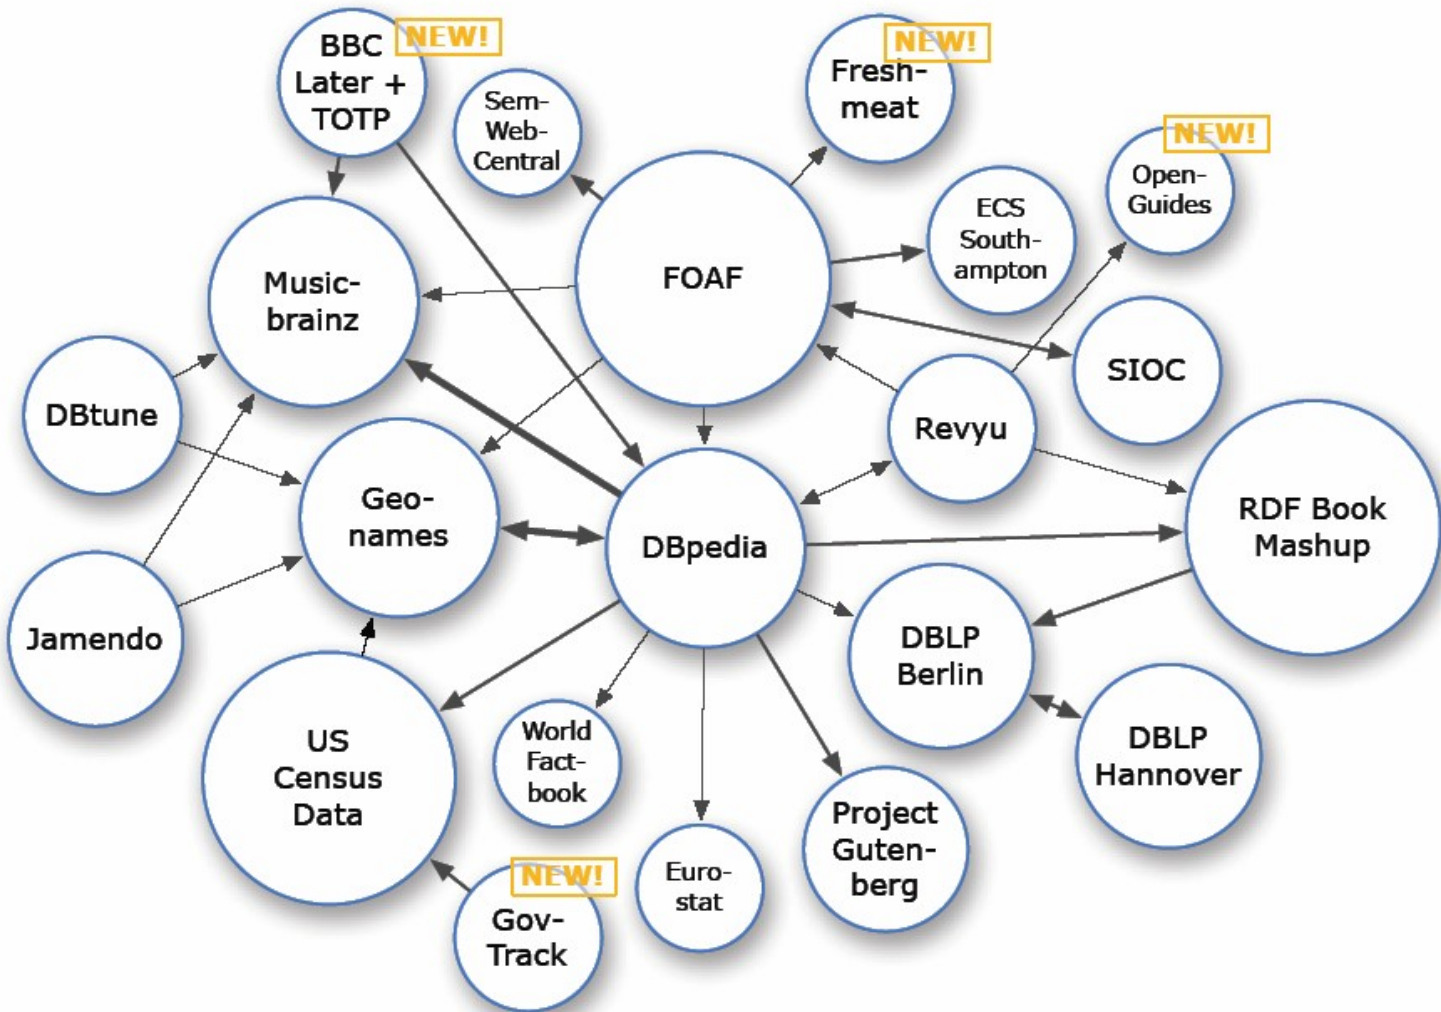 BBC
Later +
TOTP
NEW!
Sem-
Web-
Central
NEW!
Fresh-
meat
NEW!
Open-
Guides
ECS
South-
ampton
FOAF
Music-
brainz
SIOC
DBtune
Revyu
Geo-
names
DBpedia
RDF Book
Mashup
Jamendo
DBLP
Berlin
US
Census
Data
World
Fact-
book
DBLP
Hannover
Project
Guten-
berg
Euro-
stat
NEW!
Gov-
Track